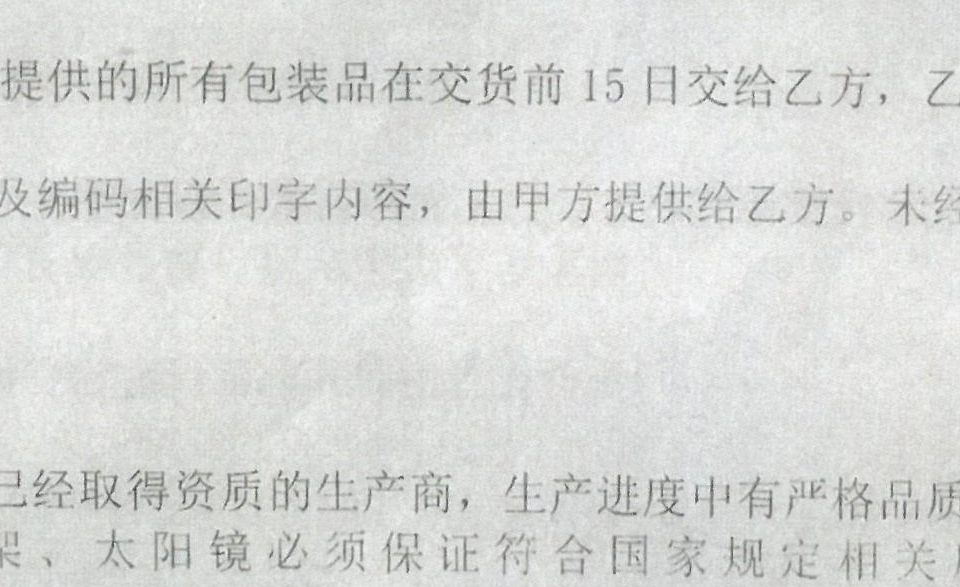 提供的所有包装品在交货前 15 日交给乙方，乙
及编码相关印字内容，由甲方提供给乙方。未经
已经取得资质的生产商，生产进度中有严格品质
架、太阳镜必须保证符合国家规定相关